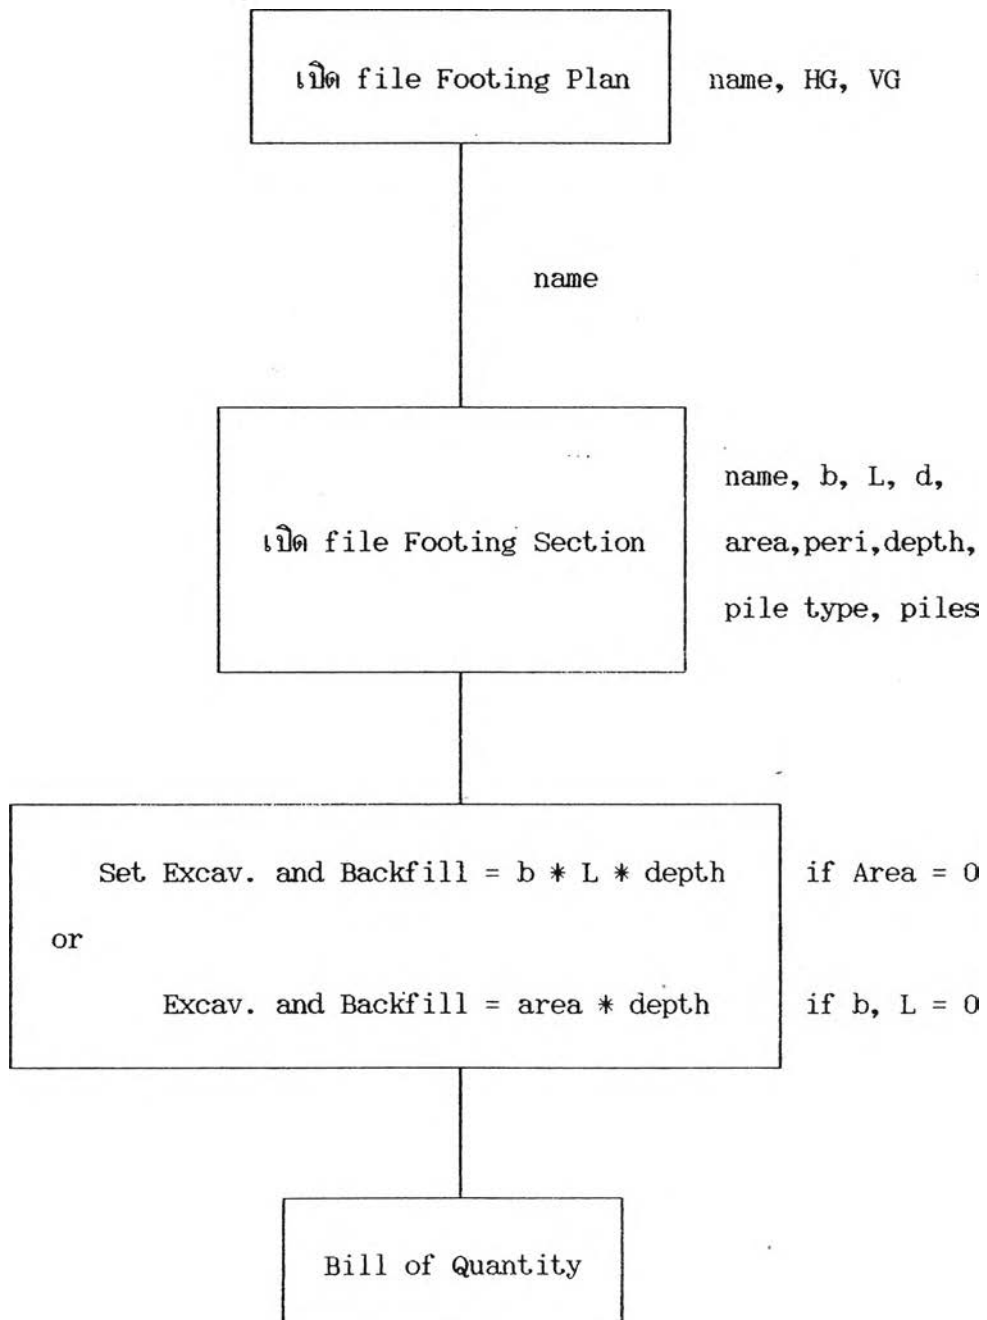 เปิด file Footing Plan name, HG, VG
name
name, b, L, d,
เปิด file Footing Section area,peri,depth,
pile type, piles
Set Excav. and Backfill = b * L * depth if Area = 0
or
Excav. and Backfill = area * depth if b, L = 0
Bill of Quantity